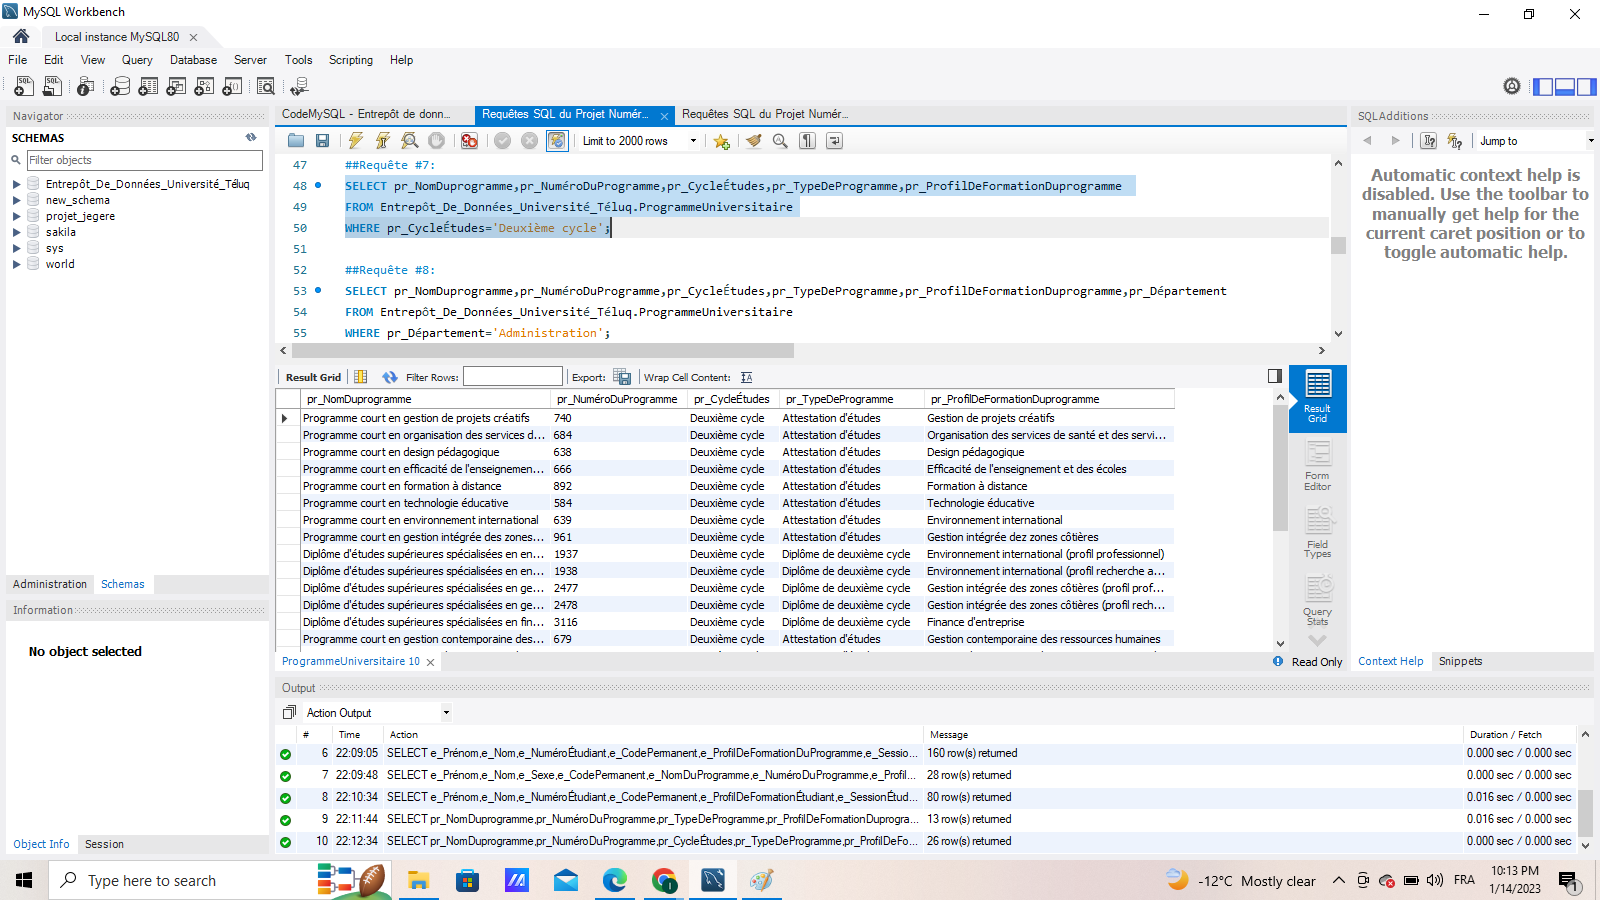 MySQL Workbench
Local instance MySQL80
File Edit View Query Database Server Tools Scripting Help
Navigator
SCHEMAS
Filter objects
Entrepôt_De_Données_Université_Téluq
new_schema
projet_jegere
sakila
sys
world
Administration Schemas
Information
No object selected
Object Info Session
CodeMySQL - Entrepôt de donn...
Requêtes SQL du Projet Numér...
Requêtes SQL du Projet Numér...
Limit to 2000 rows
47 ##Requête #7:
48 SELECT pr_NomDuprogramme,pr_NuméroDuProgramme,pr_CycleÉtudes,pr_TypeDeProgramme,pr_ProfilDeFormationDuprogramme
49 FROM Entrepôt_De_Données_Université_Téluq.ProgrammeUniversitaire
50 WHERE pr_CycleÉtudes='Deuxième cycle';
51
52 ##Requête #8:
53 SELECT pr_NomDuprogramme,pr_NuméroDuProgramme,pr_CycleÉtudes,pr_TypeDeProgramme,pr_ProfilDeFormationDuprogramme,pr_Département
54 FROM Entrepôt_De_Données_Université_Téluq.ProgrammeUniversitaire
55 WHERE pr_Département='Administration';
Result Grid Filter Rows: Export: Wrap Cell Content:
pr_NomDuprogramme pr_NuméroDuProgramme pr_CycleÉtudes pr_TypeDeProgramme pr_ProfilDeFormationDuprogramme
Programme court en gestion de projets créatifs 740 Deuxième cycle Attestation d'études Gestion de projets créatifs
Programme court en organisation des services d... 684 Deuxième cycle Attestation d'études Organisation des services de santé et des servi...
Programme court en design pédagogique 638 Deuxième cycle Attestation d'études Design pédagogique
Programme court en efficacité de l'enseignemen... 666 Deuxième cycle Attestation d'études Efficacité de l'enseignement et des écoles
Programme court en formation à distance 892 Deuxième cycle Attestation d'études Formation à distance
Programme court en technologie éducative 584 Deuxième cycle Attestation d'études Technologie éducative
Programme court en environnement international 639 Deuxième cycle Attestation d'études Environnement international
Programme court en gestion intégrée des zones... 961 Deuxième cycle Attestation d'études Gestion intégrée dez zones côtières
Diplôme d'études supérieures spécialisées en en... 1937 Deuxième cycle Diplôme de deuxième cycle Environnement international (profil professionnel)
Diplôme d'études supérieures spécialisées en en... 1938 Deuxième cycle Diplôme de deuxième cycle Environnement international (profil recherche a...
Diplôme d'études supérieures spécialisées en ge... 2477 Deuxième cycle Diplôme de deuxième cycle Gestion intégrée des zones côtières (profil prof...
Diplôme d'études supérieures spécialisées en ge... 2478 Deuxième cycle Diplôme de deuxième cycle Gestion intégrée des zones côtières (profil rech...
Diplôme d'études supérieures spécialisées en fin... 3116 Deuxième cycle Diplôme de deuxième cycle Finance d'entreprise
Programme court en gestion contemporaine des... 679 Deuxième cycle Attestation d'études Gestion contemporaine des ressources humaines
Result Grid
Form Editor
Field Types
Query Stats
ProgrammeUniversitaire 10
Read Only
SQLAdditions
Jump to
Automatic context help is
disabled. Use the toolbar to
manually get help for the
current caret position or to
toggle automatic help.
Context Help Snippets
Output
Action Output
# Time Action Message Duration / Fetch
6 22:09:05 SELECT e_Prénom,e_Nom,e_NuméroÉtudiant,e_CodePermanent,e_ProfilDeFormationDuProgramme,e_Sessio... 160 row(s) returned 0.000 sec / 0.000 sec
7 22:09:48 SELECT e_Prénom,e_Nom,e_Sexe,e_CodePermanent,e_NomDuProgramme,e_NuméroDuProgramme,e_Profil... 28 row(s) returned 0.000 sec / 0.000 sec
8 22:10:34 SELECT e_Prénom,e_Nom,e_NuméroÉtudiant,e_CodePermanent,e_ProfilDeFormationÉtudiant,e_SessionÉtud... 80 row(s) returned 0.016 sec / 0.000 sec
9 22:11:44 SELECT pr_NomDuprogramme,pr_NuméroDuProgramme,pr_TypeDeProgramme,pr_ProfilDeFormationDuprogra... 13 row(s) returned 0.016 sec / 0.000 sec
10 22:12:34 SELECT pr_NomDuprogramme,pr_NuméroDuProgramme,pr_CycleÉtudes,pr_TypeDeProgramme,pr_ProfilDeFo... 26 row(s) returned 0.000 sec / 0.000 sec
Type here to search
-12°C Mostly clear
FRA
10:13 PM
1/14/2023
1